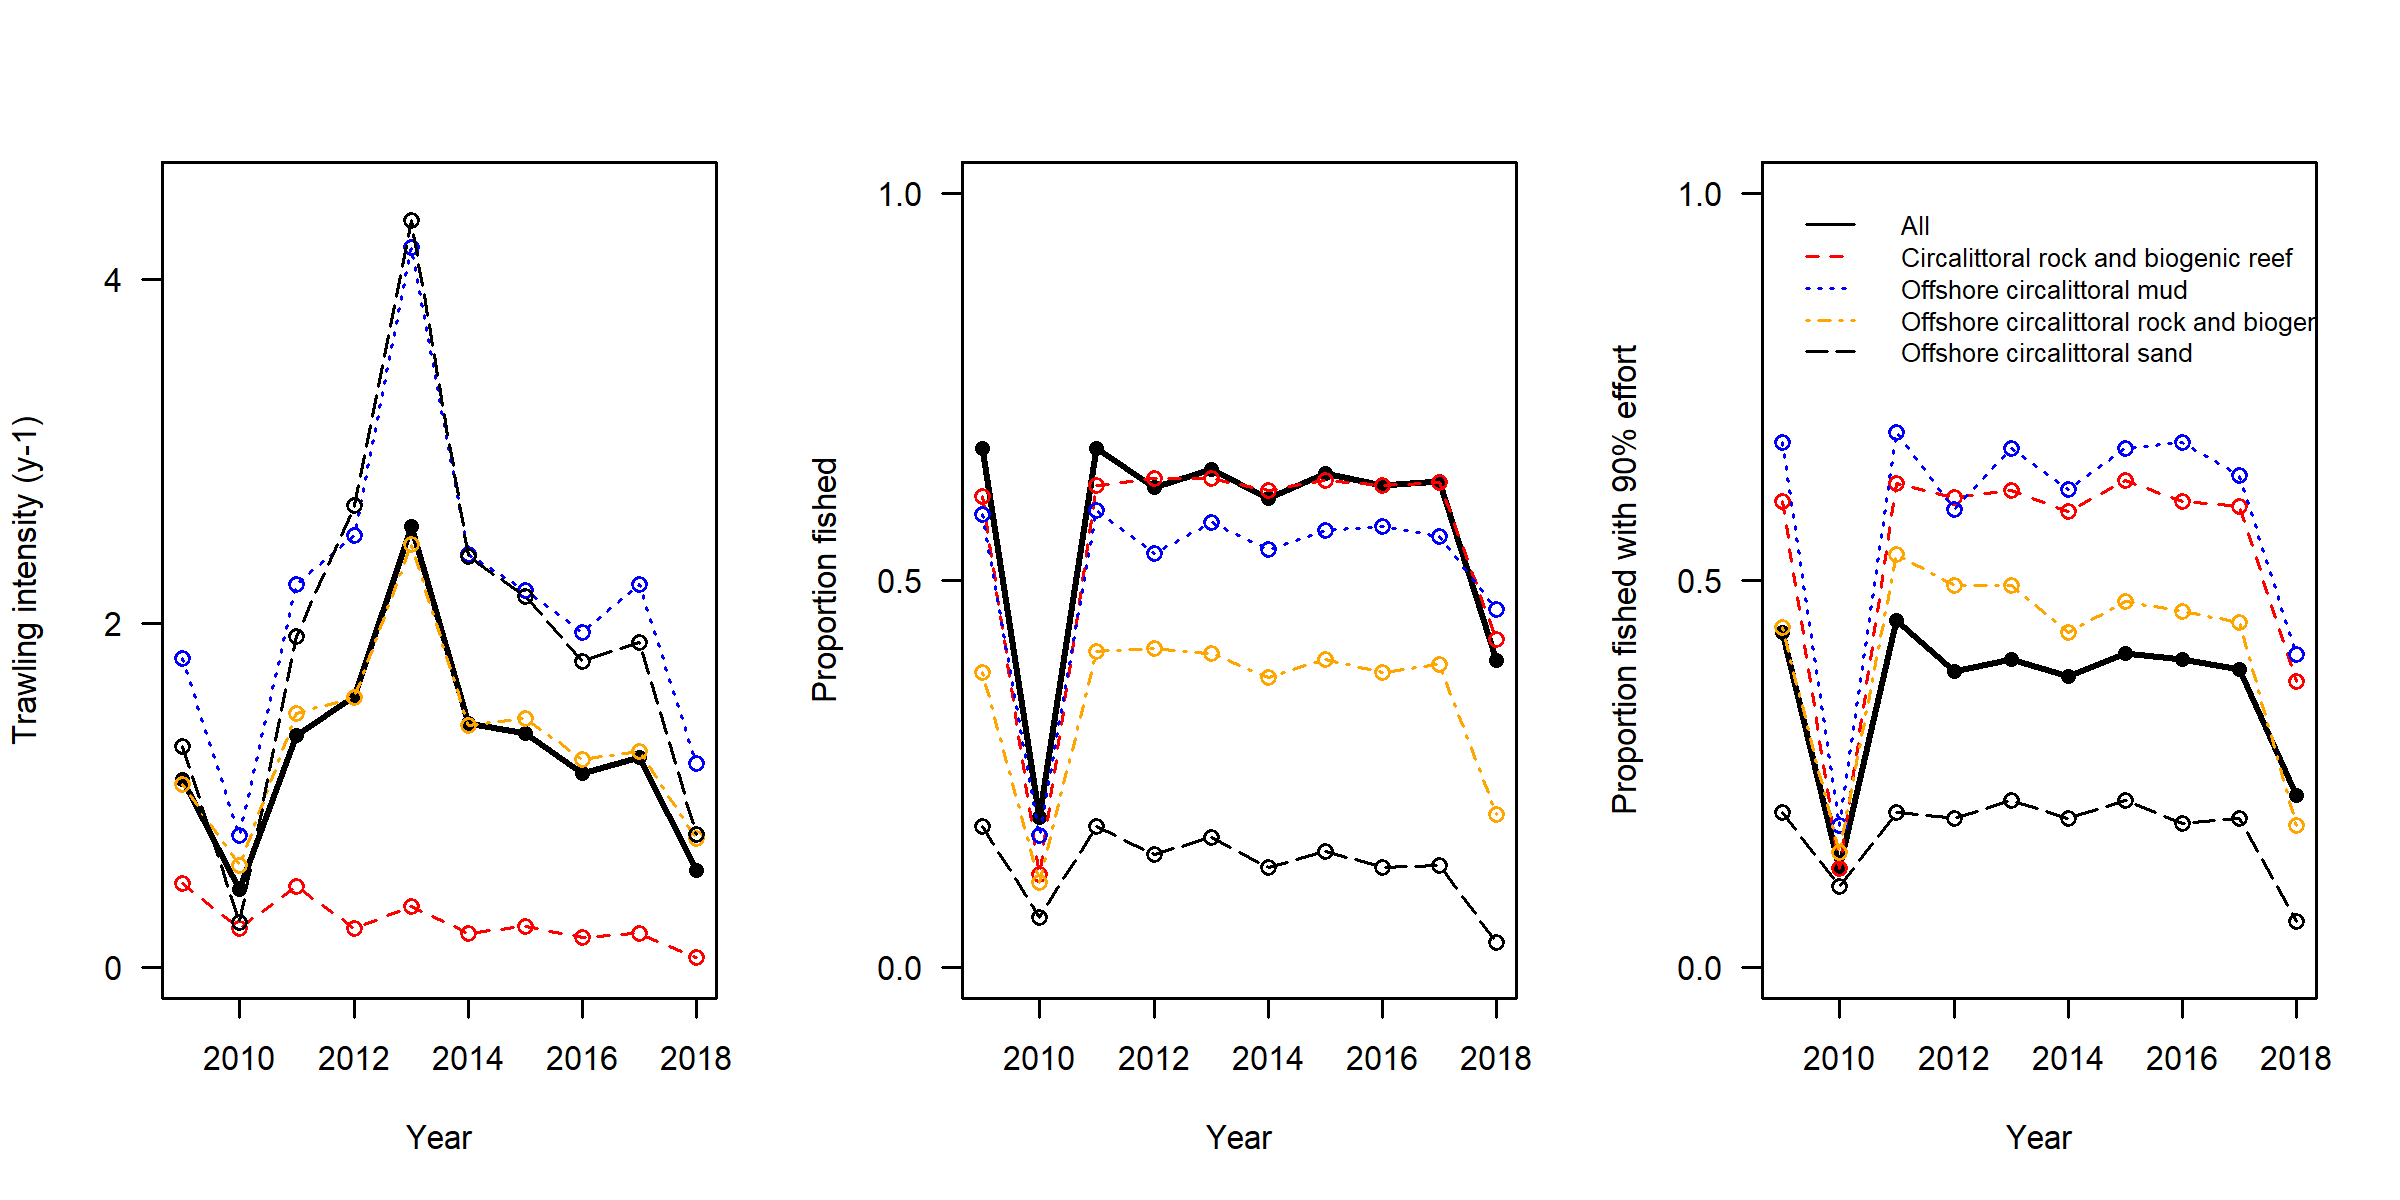 Trawling intensity (y-1)
4
2
0
2010 2012 2014 2016 2018
Year
Proportion fished
1.0
0.5
0.0
2010 2012 2014 2016 2018
Year
Proportion fished with 90% effort
1.0
0.5
0.0
All
Circalittoral rock and biogenic reef
Offshore circalittoral mud
Offshore circalittoral rock and bioger
Offshore circalittoral sand
2010 2012 2014 2016 2018
Year